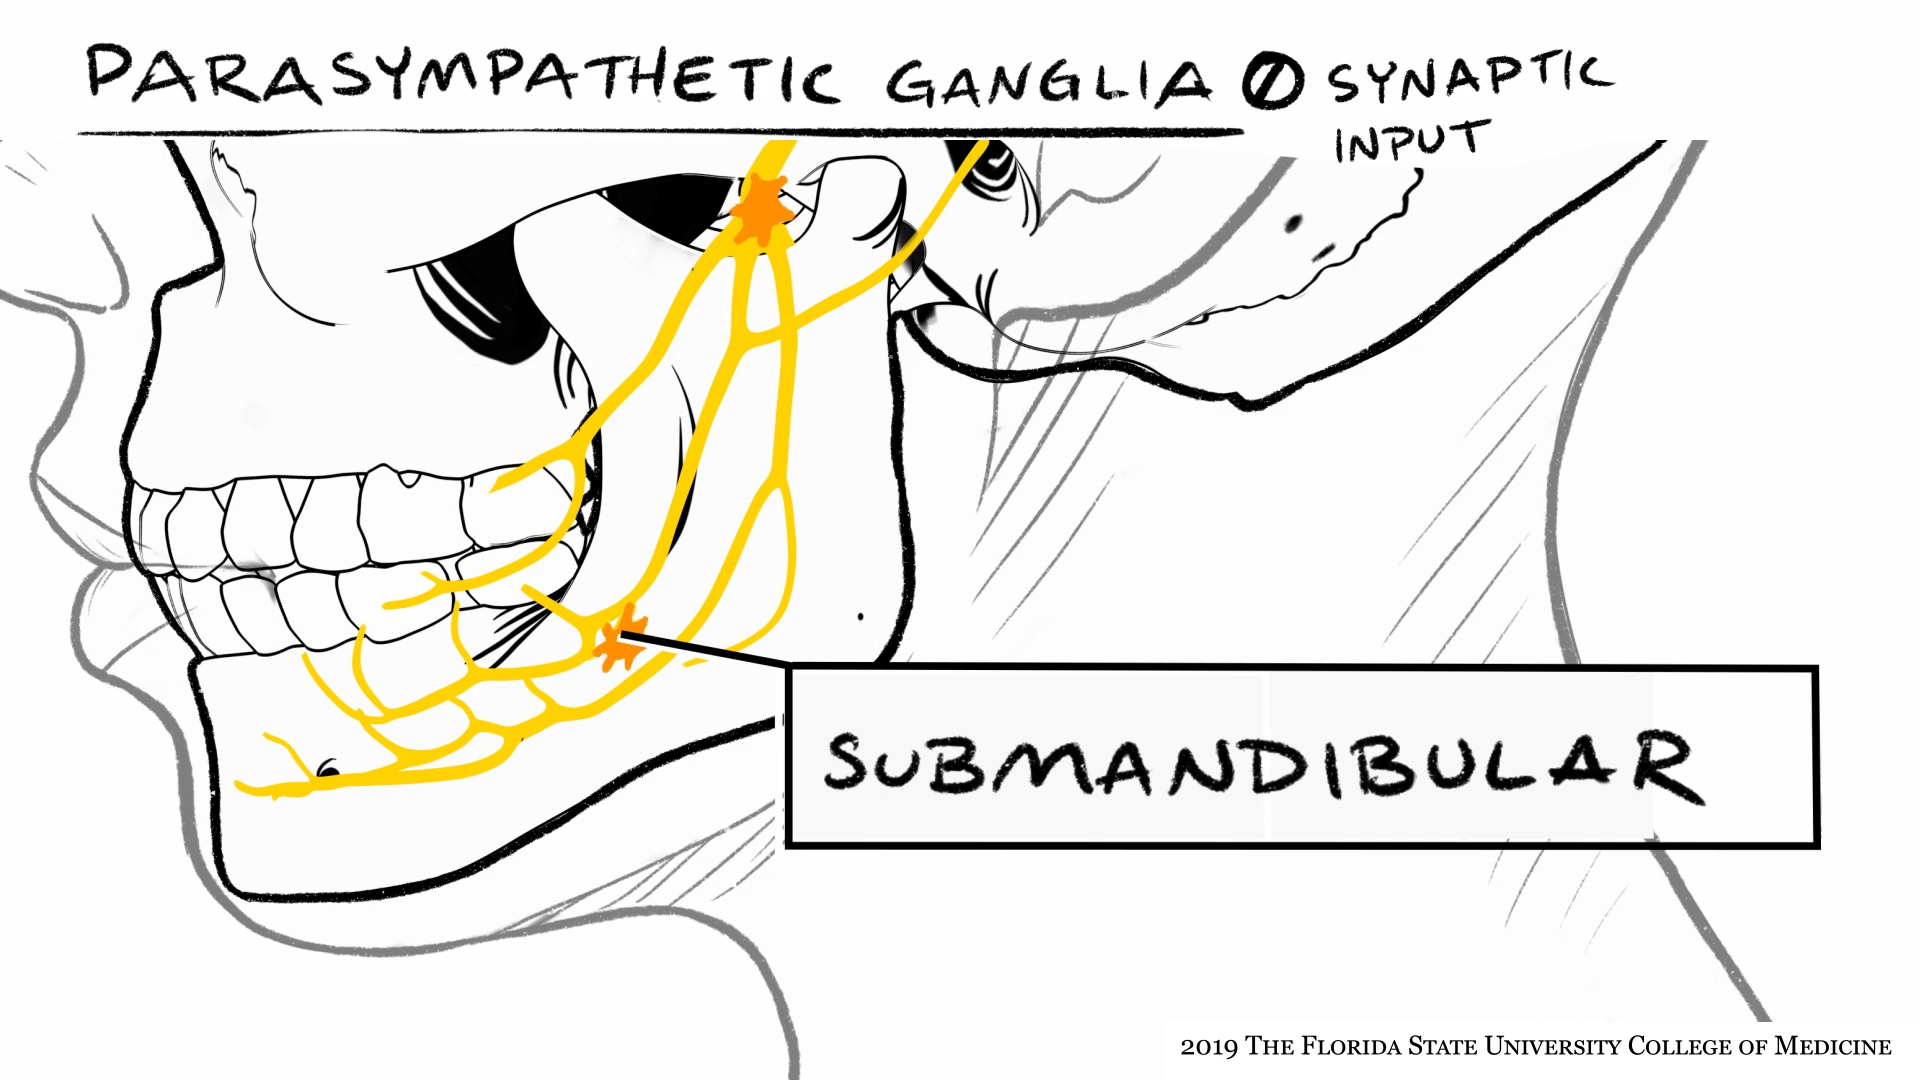 PARASYMPATHETIC GANGLIA ⊘ SYNAPTIC
INPUT
SUBMANDIBULAR
2019 THE FLORIDA STATE UNIVERSITY COLLEGE OF MEDICINE